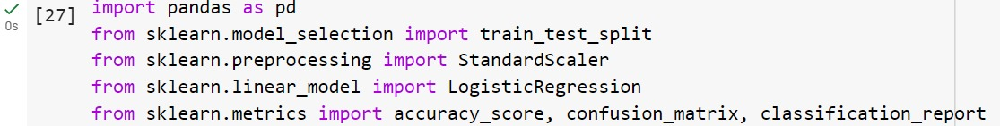 [27] import pandas as pd
0s
from sklearn.model_selection import train_test_split
from sklearn.preprocessing import StandardScaler
from sklearn.linear_model import LogisticRegression
from sklearn.metrics import accuracy_score, confusion_matrix, classification_report